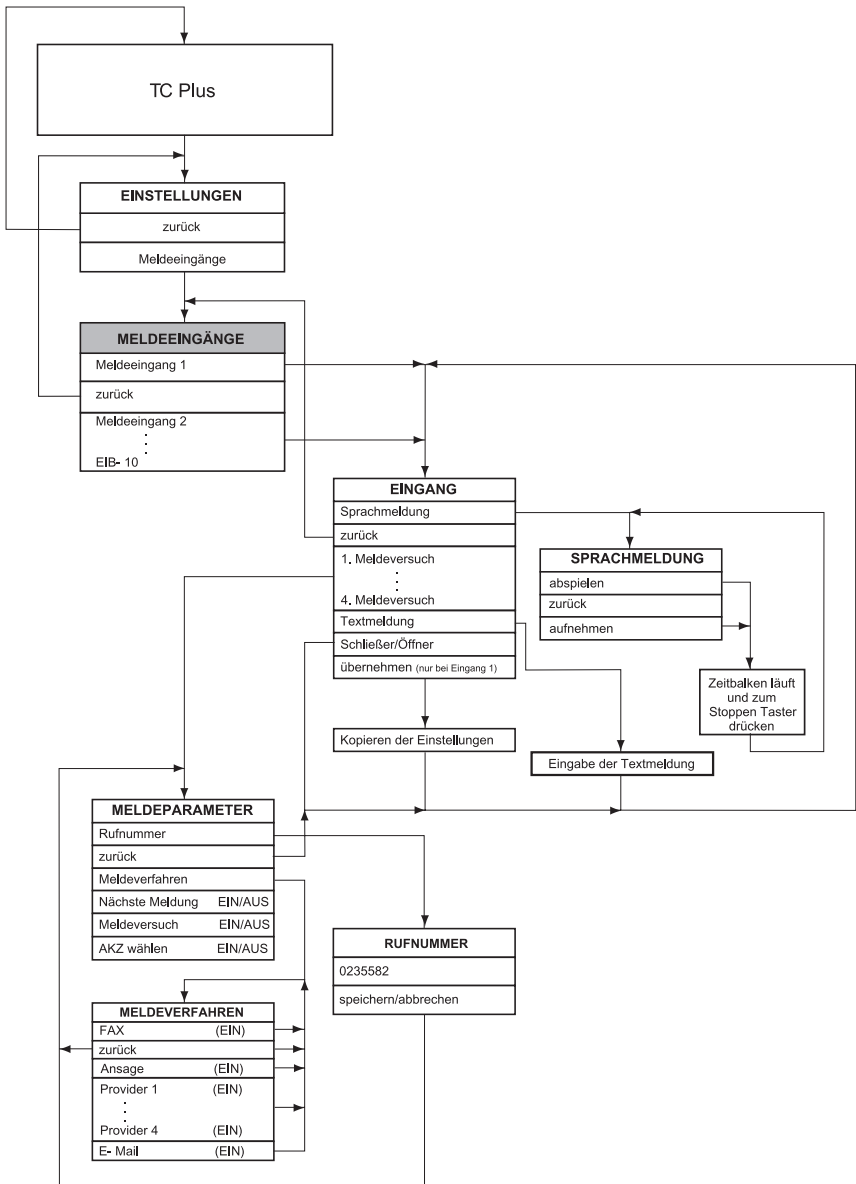 TC Plus
EINSTELLUNGEN
zurück
Meldeeingänge
MELDEEINGÄNGE
Meldeeingang 1
zurück
Meldeeingang 2
EIB- 10
EINGANG
Sprachmeldung
zurück
1. Meldeversuch
4. Meldeversuch
Textmeldung
Schließer/Öffner
übernehmen (nur bei Eingang 1)
SPRACHMELDUNG
abspielen
zurück
aufnehmen
Zeitbalken läuft
und zum
Stoppen Taster
drücken
Kopieren der Einstellungen
Eingabe der Textmeldung
MELDEPARAMETER
Rufnummer
zurück
Meldeverfahren
Nächste Meldung EIN/AUS
Meldeversuch EIN/AUS
AKZ wählen EIN/AUS
RUFNUMMER
0235582
speichern/abbrechen
MELDEVERFAHREN
FAX (EIN)
zurück
Ansage (EIN)
Provider 1 (EIN)
Provider 4 (EIN)
E- Mail (EIN)